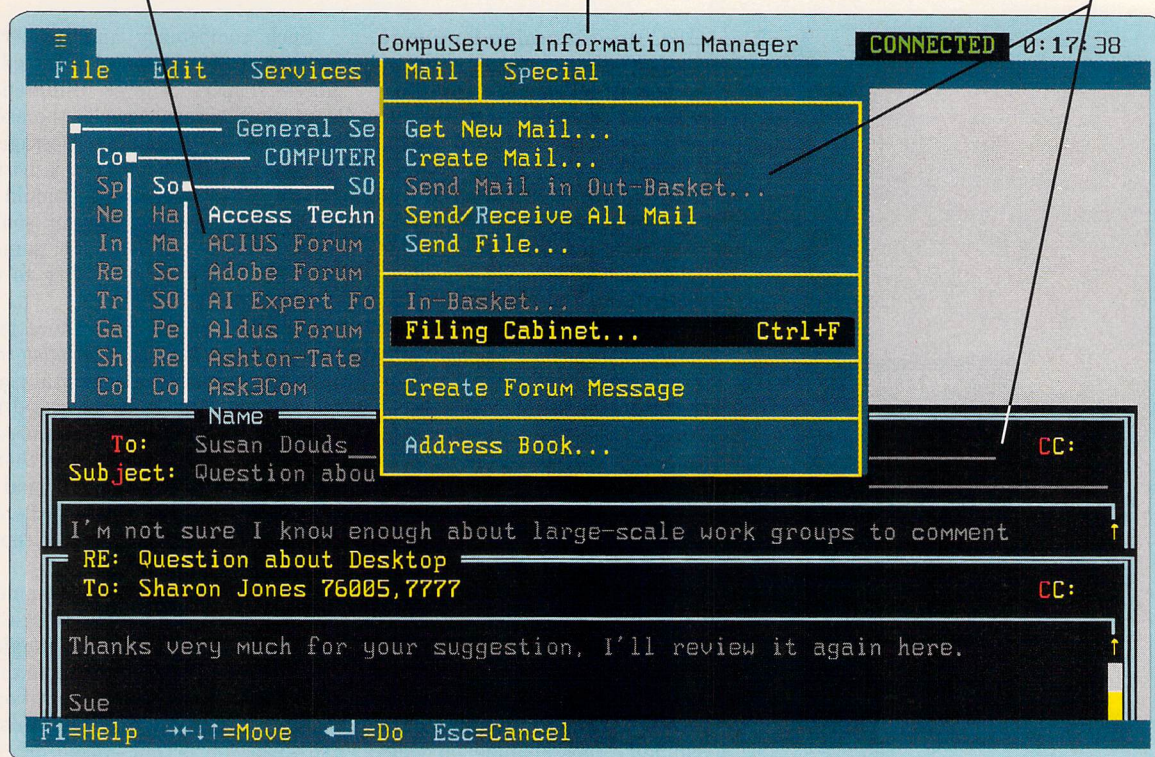 ≡ CompuServe Information Manager CONNECTED 0:17:38
File Edit Services Mail Special
General Se
COMPUTER
SO
Co
Sp So
Ne Ha Access Techn
In Ma ACIUS Forum
Re Sc Adobe Forum
Tr SO AI Expert Fo
Ga Pe Aldus Forum
Sh Re Ashton-Tate
Co Co Ask3Com
Get New Mail...
Create Mail...
Send Mail in Out-Basket...
Send/Receive All Mail
Send File...
In-Basket...
Filing Cabinet... Ctrl+F
Create Forum Message
Address Book...
Name
To: Susan Douds__ CC:
Subject: Question abou
I'm not sure I know enough about large-scale work groups to comment ↑
RE: Question about Desktop
To: Sharon Jones 76005,7777 CC:
Thanks very much for your suggestion, I'll review it again here. ↑
Sue
F1=Help →←↓↑=Move ↵=Do Esc=Cancel